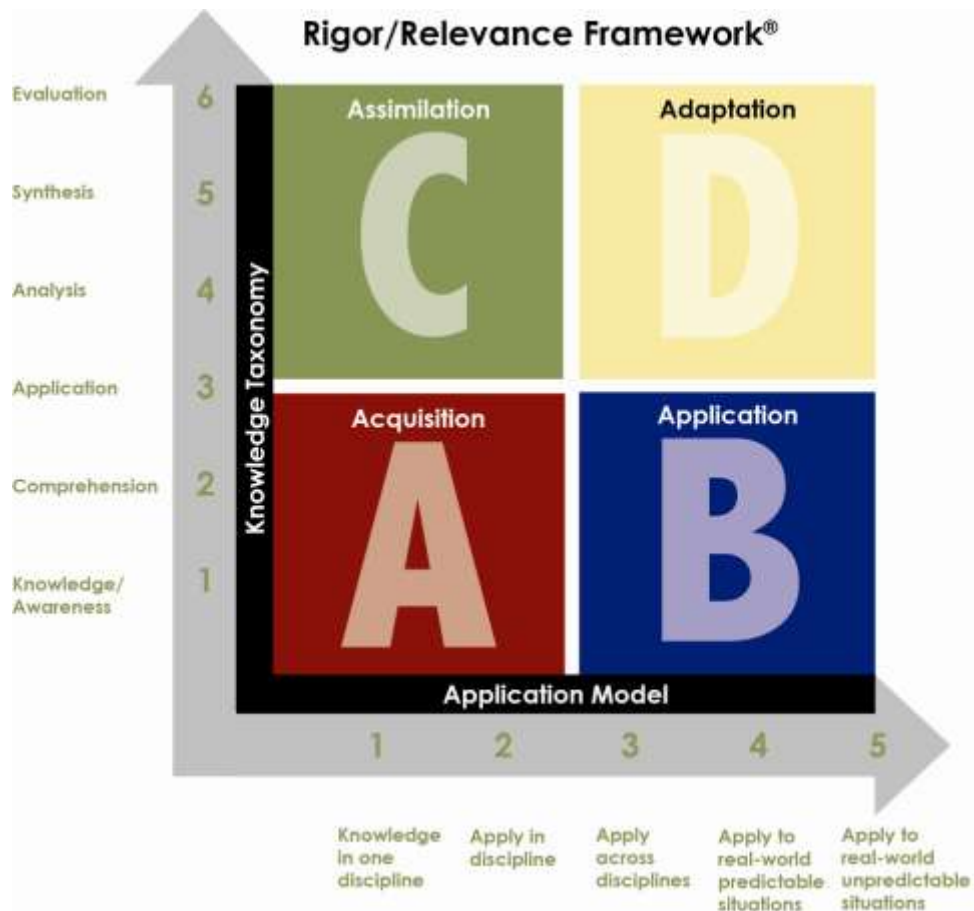 Rigor/Relevance Framework®
Evaluation
6
Synthesis
5
Analysis
4
Application
3
Comprehension
2
Knowledge/
Awareness
1
Knowledge Taxonomy
Assimilation
C
Adaptation
D
Acquisition
A
Application
B
Application Model
1
2
3
4
5
Knowledge
in one
discipline
Apply in
discipline
Apply
across
disciplines
Apply to
real-world
predictable
situations
Apply to
real-world
unpredictable
situations